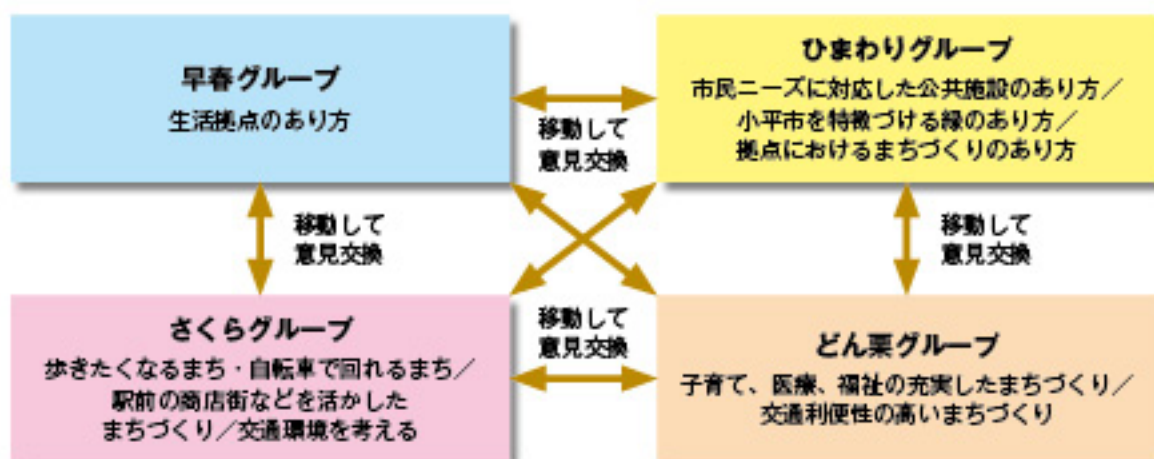 早春グループ
生活拠点のあり方
移動して
意見交換
ひまわりグループ
市民ニーズに対応した公共施設のあり方／
小平市を特徴づける緑のあり方／
拠点におけるまちづくりのあり方
移動して
意見交換
移動して
意見交換
さくらグループ
歩きたくなるまち・自転車で回れるまち／
駅前の商店街などを活かした
まちづくり／交通環境を考える
移動して
意見交換
どん栗グループ
子育て、医療、福祉の充実したまちづくり／
交通利便性の高いまちづくり